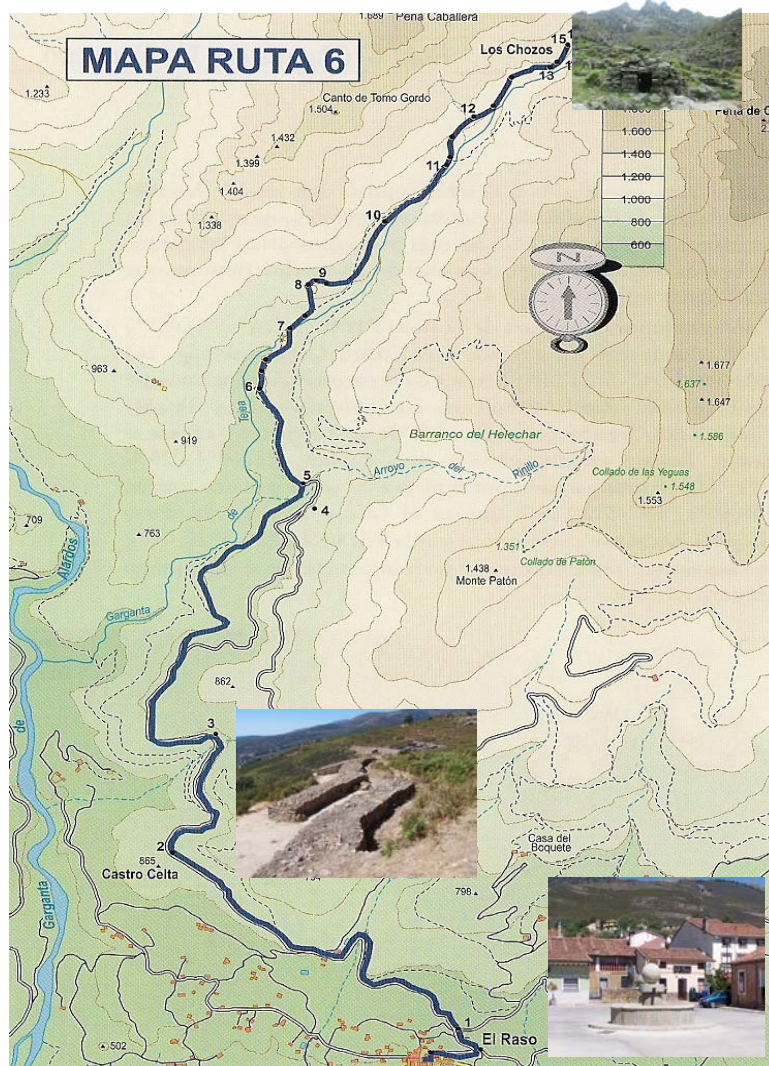 1.689 Pena Caballera
MAPA RUTA 6
Los Chozos
15
13
1.233
Canto de Tomo Gordo
1.504
12
1.600
1.432
1.399
1.400
11
1.404
1.200
10
1.338
1.000
800
600
N
9
8
7
963
1.677
1.637
6
1.647
Tejea
919
Barranco del Helechar
1.586
Arroyo del Rinillo
Collado de las Yeguas
5
1.548
1.553
4
709
de
763
Alardos
1.351
Collado de Patón
1.438
Monte Patón
Garganta
862
de
3
2
865
Castro Celta
Casa del
Boquete
798
Garganta
1
El Raso
502